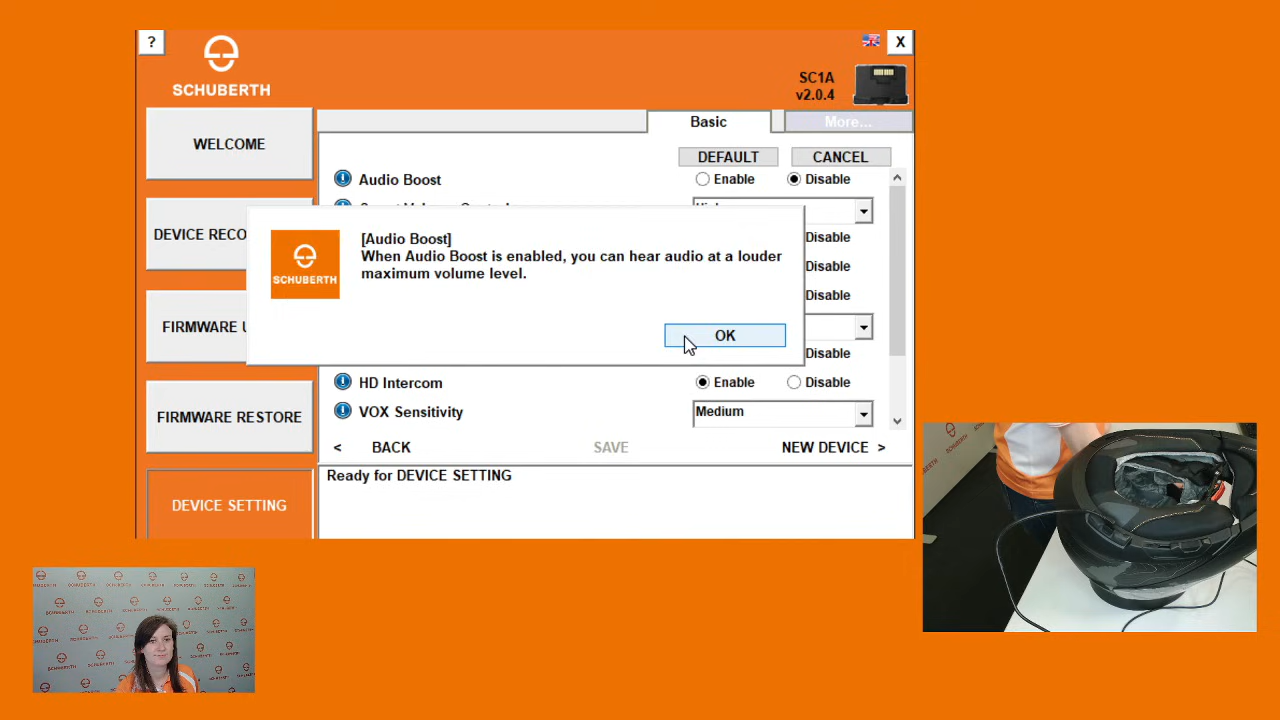 ?
X
SCHUBERTH
SC1A
v2.0.4
WELCOME
DEVICE RECO
FIRMWARE U
FIRMWARE RESTORE
DEVICE SETTING
Basic
More...
DEFAULT
CANCEL
Audio Boost
Enable
Disable
Disable
Disable
Disable
[Audio Boost]
When Audio Boost is enabled, you can hear audio at a louder
maximum volume level.
SCHUBERTH
OK
Disable
HD Intercom
Enable
Disable
VOX Sensitivity
Medium
< BACK
SAVE
NEW DEVICE >
Ready for DEVICE SETTING